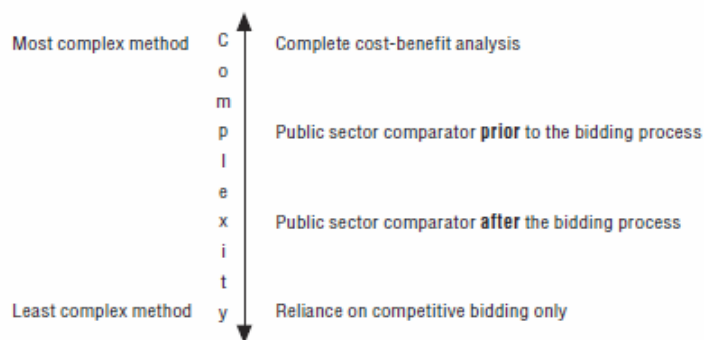 Most complex method Complete cost-benefit analysis
Complexity
Public sector comparator prior to the bidding process
Public sector comparator after the bidding process
Least complex method Reliance on competitive bidding only